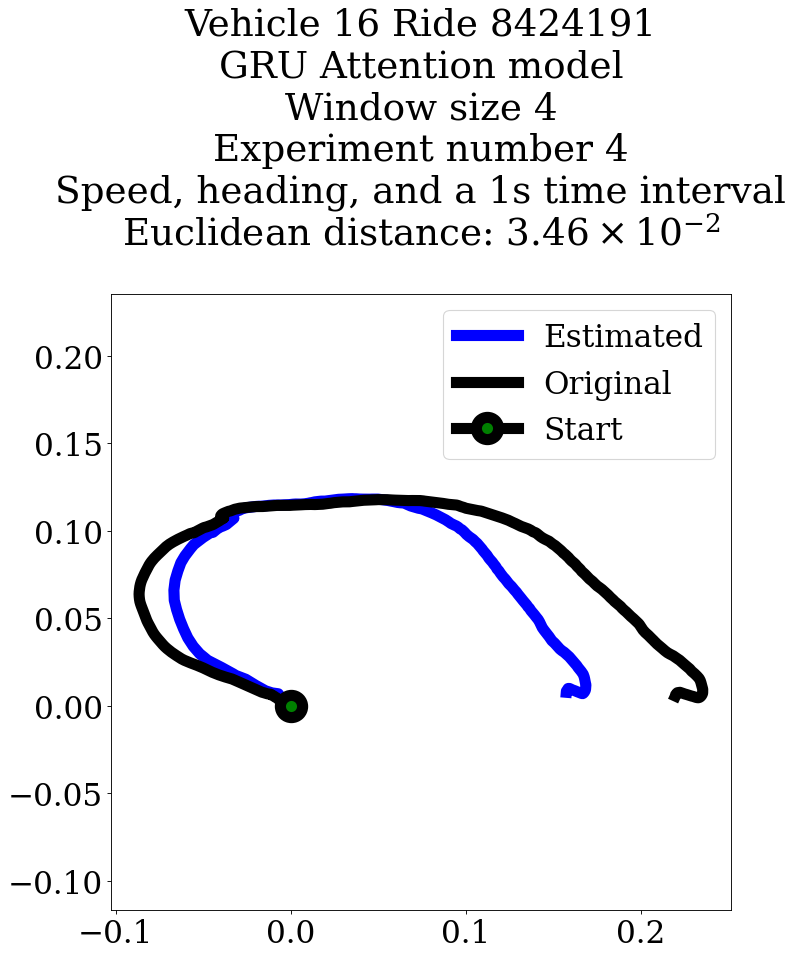 Vehicle 16 Ride 8424191
GRU Attention model
Window size 4
Experiment number 4
Speed, heading, and a 1s time interval
Euclidean distance: 3.46 × 10⁻²
Estimated
Original
Start
0.20
0.15
0.10
0.05
0.00
−0.05
−0.10
−0.1 0.0 0.1 0.2